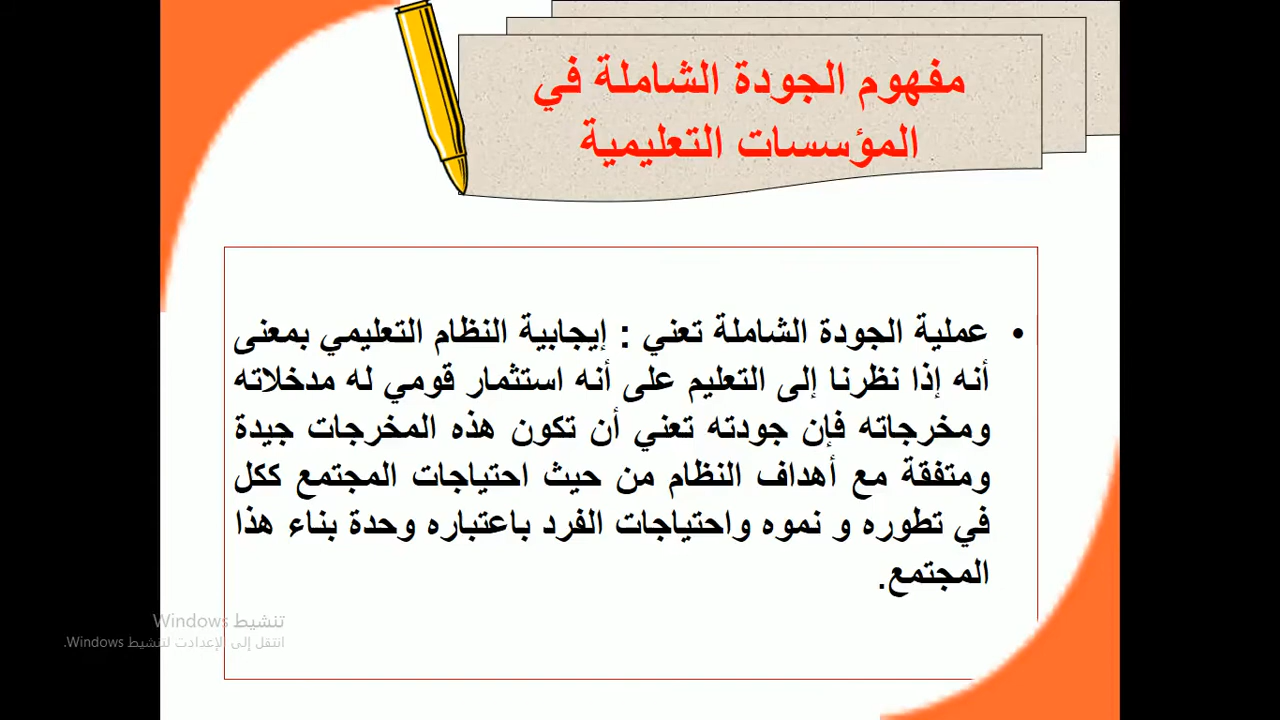 مفهوم الجودة الشاملة في
المؤسسات التعليمية
• عملية الجودة الشاملة تعني : إيجابية النظام التعليمي بمعنى
أنه إذا نظرنا إلى التعليم على أنه استثمار قومي له مدخلاته
ومخرجاته فإن جودته تعني أن تكون هذه المخرجات جيدة
ومتفقة مع أهداف النظام من حيث احتياجات المجتمع ككل
في تطوره و نموه واحتياجات الفرد باعتباره وحدة بناء هذا
المجتمع.
تنشيط Windows
انتقل إلى الإعدادت لتنشيط Windows.